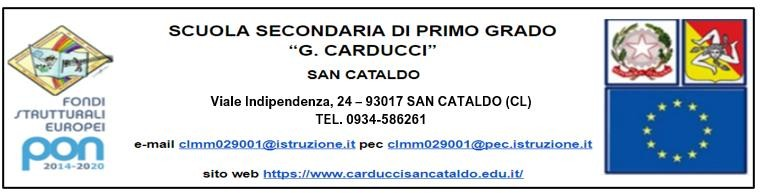 SCUOLA SECONDARIA DI PRIMO GRADO
“G. CARDUCCI”
SAN CATALDO
Viale Indipendenza, 24 – 93017 SAN CATALDO (CL)
TEL. 0934-586261
e-mail clmm029001@istruzione.it pec clmm029001@pec.istruzione.it
sito web https://www.carduccisancataldo.edu.it/
FONDI
STRUTTURALI
EUROPEI
pon
2014-2020